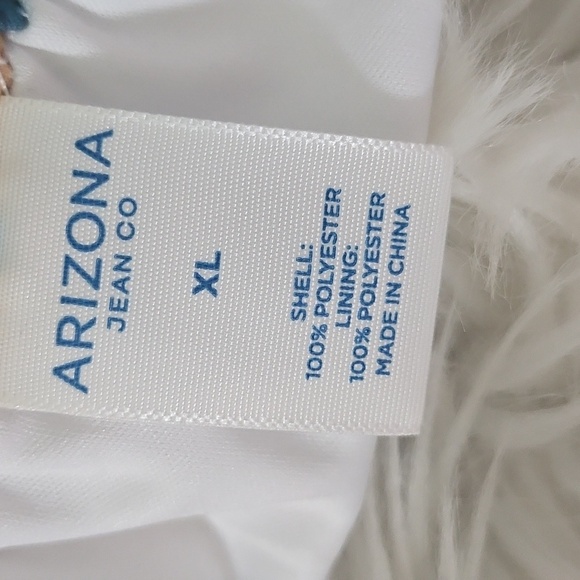 ARIZONA
JEAN CO
XL
SHELL:
100% POLYESTER
LINING:
100% POLYESTER
MADE IN CHINA